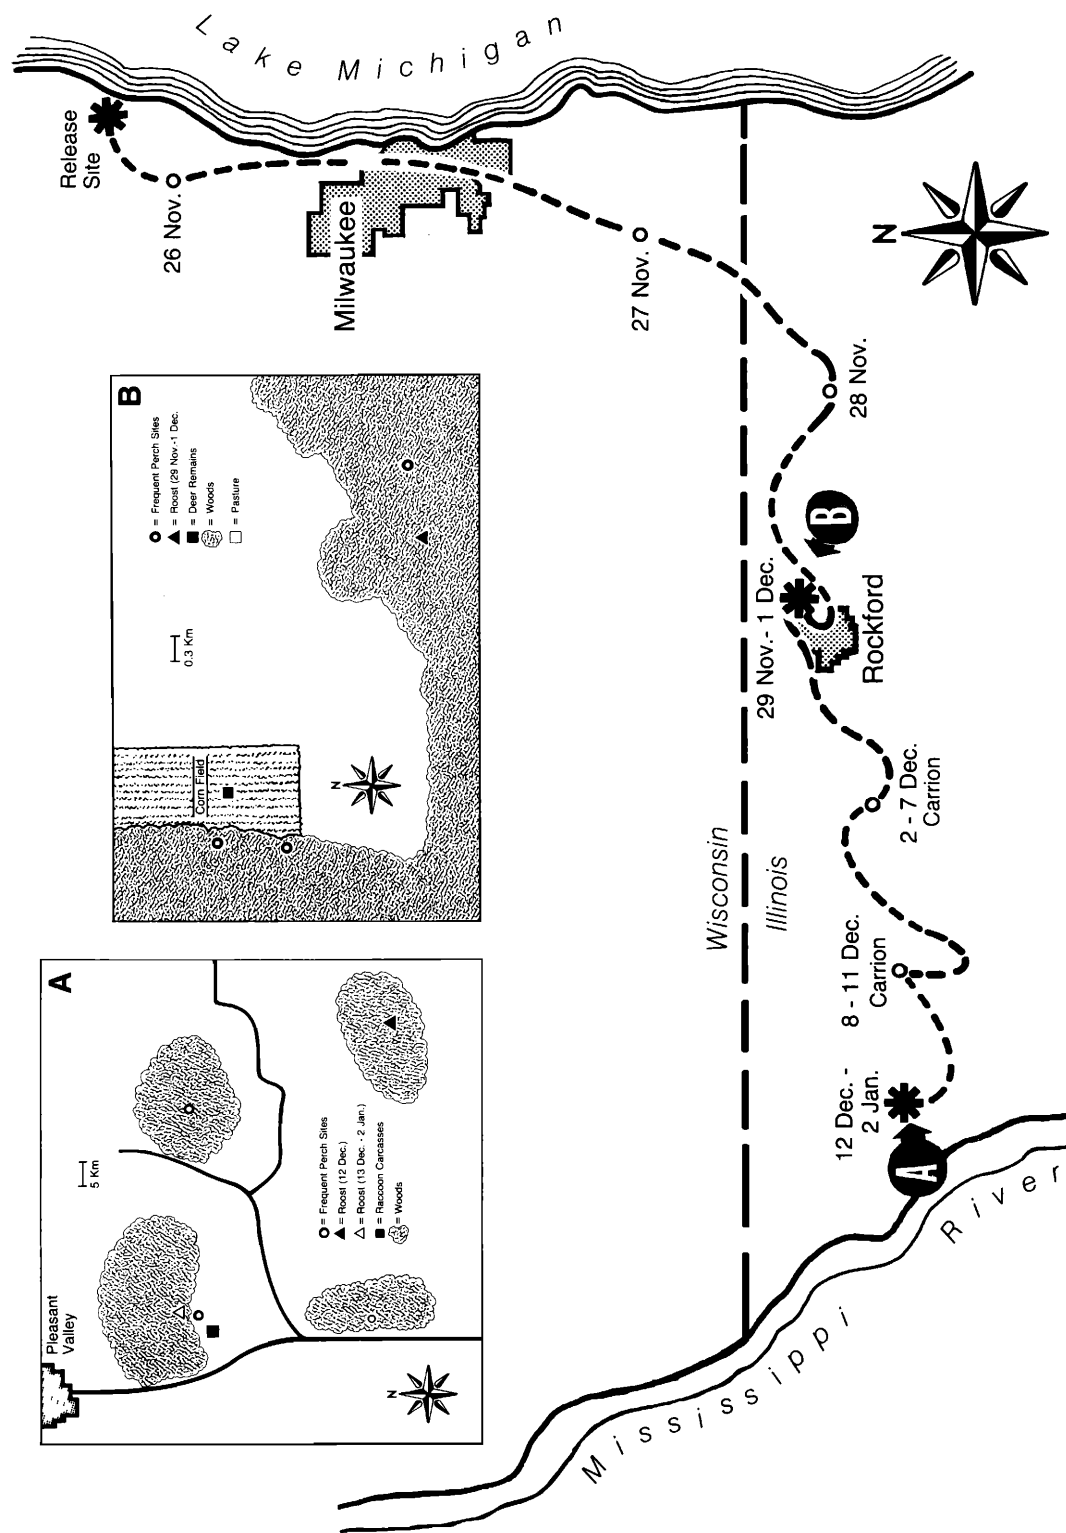 Lake Michigan
Release
Site
26 Nov.
Milwaukee
27 Nov.
28 Nov.
N
B
= Frequent Perch Sites
= Roost (29 Nov.-1 Dec.
= Deer Remains
= Woods
= Pasture
0.3 Km
Corn Field
N
A
5 Km
Pleasant
Valley
= Frequent Perch Sites
= Roost (12 Dec.)
= Roost (13 Dec. - 2 Jan.)
= Raccoon Carcasses
= Woods
N
Wisconsin
Illinois
B
29 Nov.- 1 Dec.
C
Rockford
2 - 7 Dec.
Carrion
8 - 11 Dec.
Carrion
12 Dec. -
2 Jan.
A
Mississippi River